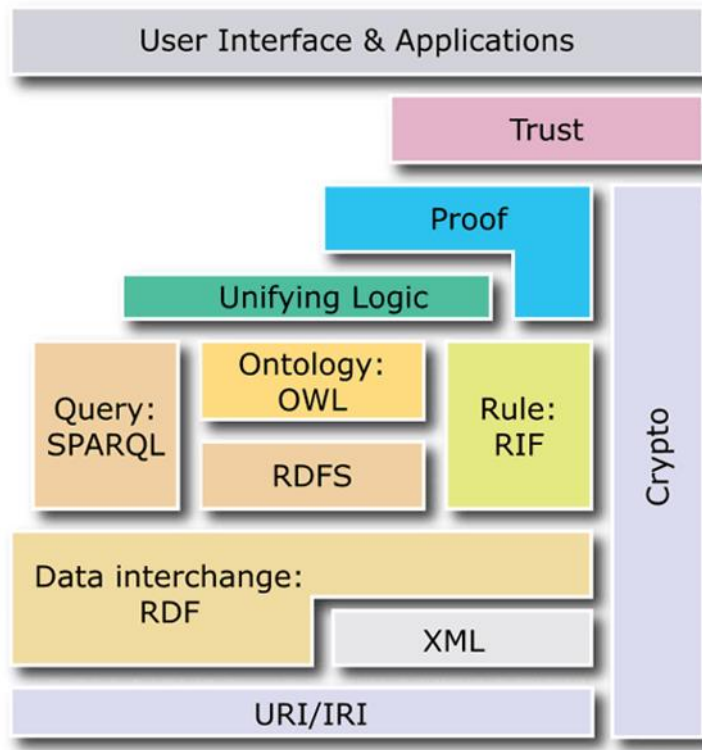 User Interface & Applications
Trust
Proof
Unifying Logic
Query:
SPARQL
Ontology:
OWL
RDFS
Rule:
RIF
Crypto
Data interchange:
RDF
XML
URI/IRI